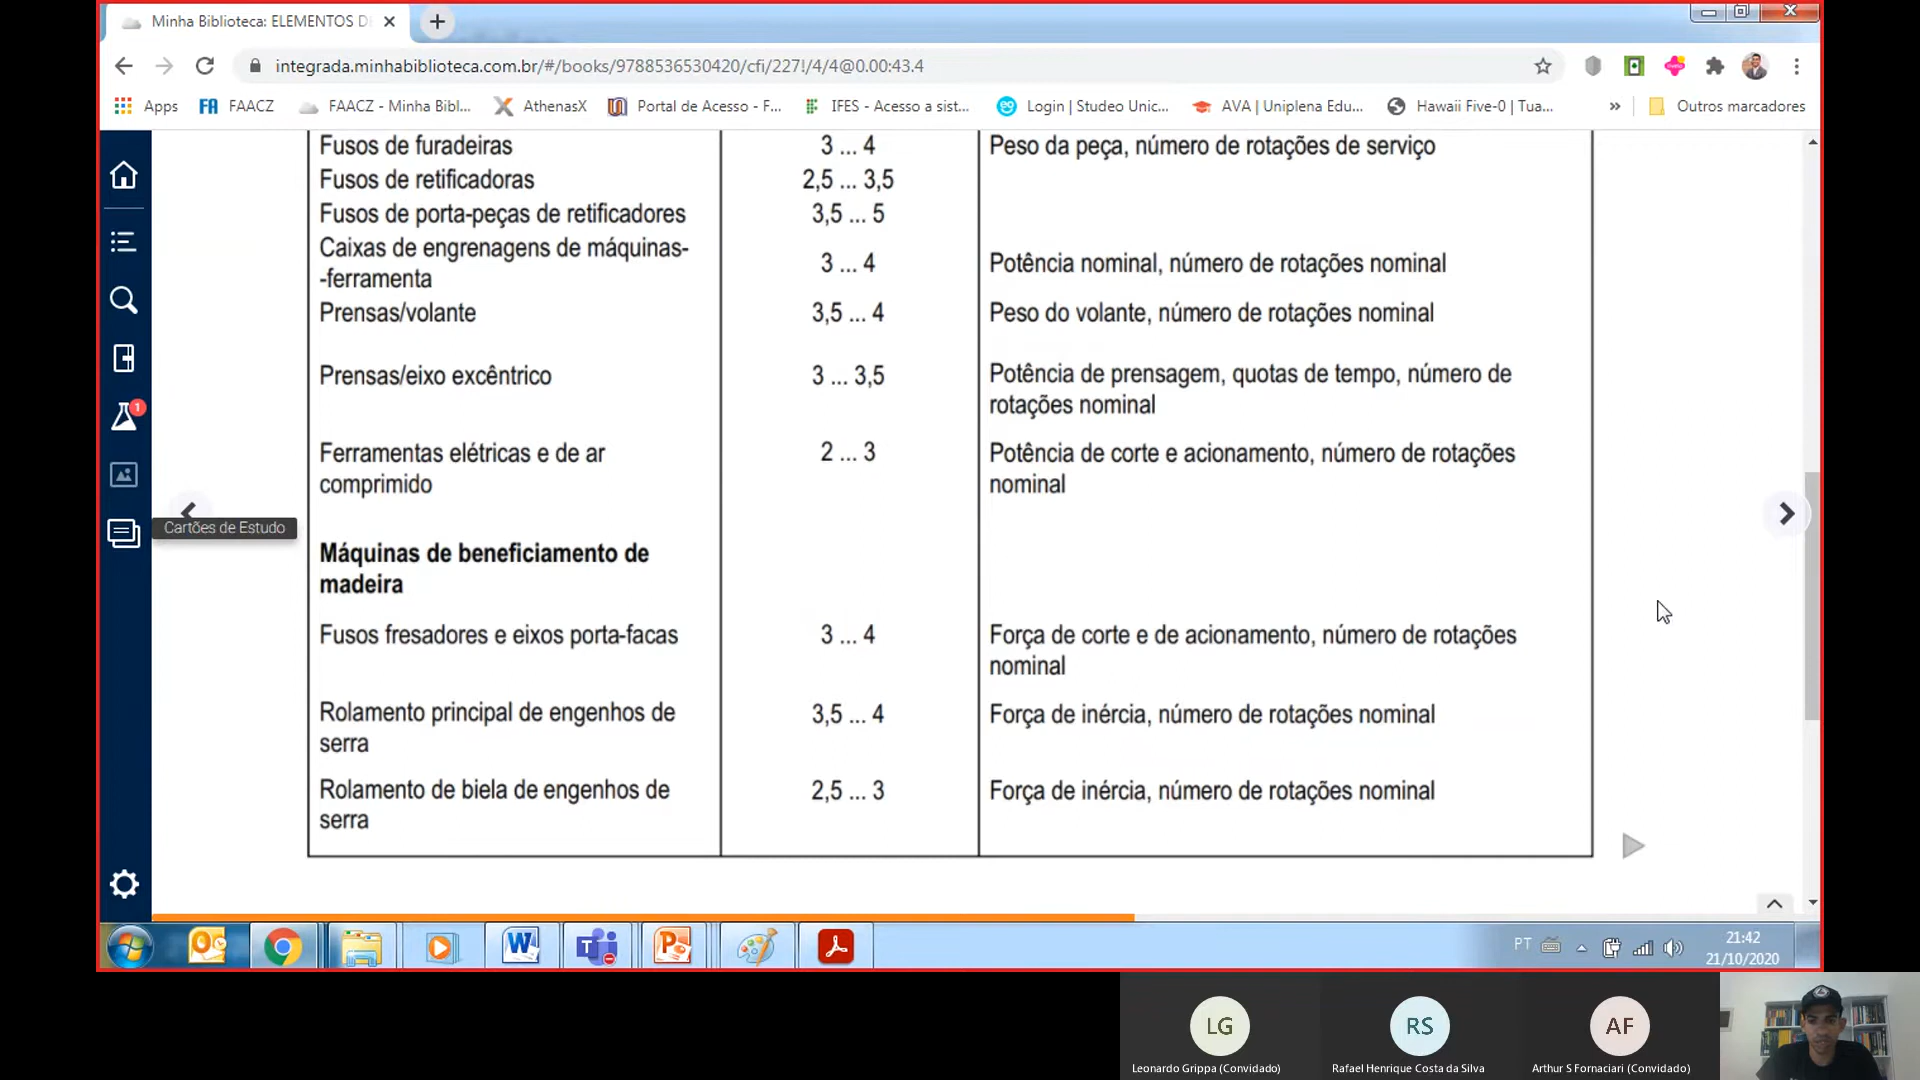 Minha Biblioteca: ELEMENTOS D
integrada.minhabiblioteca.com.br/#/books/9788536530420/cfi/227!/4/4@0.00:43.4
Apps FAACZ FAACZ - Minha Bibl... AthenasX Portal de Acesso - F... IFES - Acesso a sist... Login | Studeo Unic... AVA | Uniplena Edu... Hawaii Five-0 | Tua... » Outros marcadores
Fusos de furadeiras 3 ... 4 Peso da peça, número de rotações de serviço
Fusos de retificadoras 2,5 ... 3,5
Fusos de porta-peças de retificadores 3,5 ... 5
Caixas de engrenagens de máquinas-
-ferramenta 3 ... 4 Potência nominal, número de rotações nominal
Prensas/volante 3,5 ... 4 Peso do volante, número de rotações nominal
Prensas/eixo excêntrico 3 ... 3,5 Potência de prensagem, quotas de tempo, número de
rotações nominal
Ferramentas elétricas e de ar 2 ... 3 Potência de corte e acionamento, número de rotações
comprimido nominal
Cartões de Estudo
Máquinas de beneficiamento de
madeira
Fusos fresadores e eixos porta-facas 3 ... 4 Força de corte e de acionamento, número de rotações
nominal
Rolamento principal de engenhos de 3,5 ... 4 Força de inércia, número de rotações nominal
serra
Rolamento de biela de engenhos de 2,5 ... 3 Força de inércia, número de rotações nominal
serra
1
PT 21:42
21/10/2020
LG RS AF
Leonardo Grippa (Convidado) Rafael Henrique Costa da Silva Arthur S Fornaciari (Convidado)